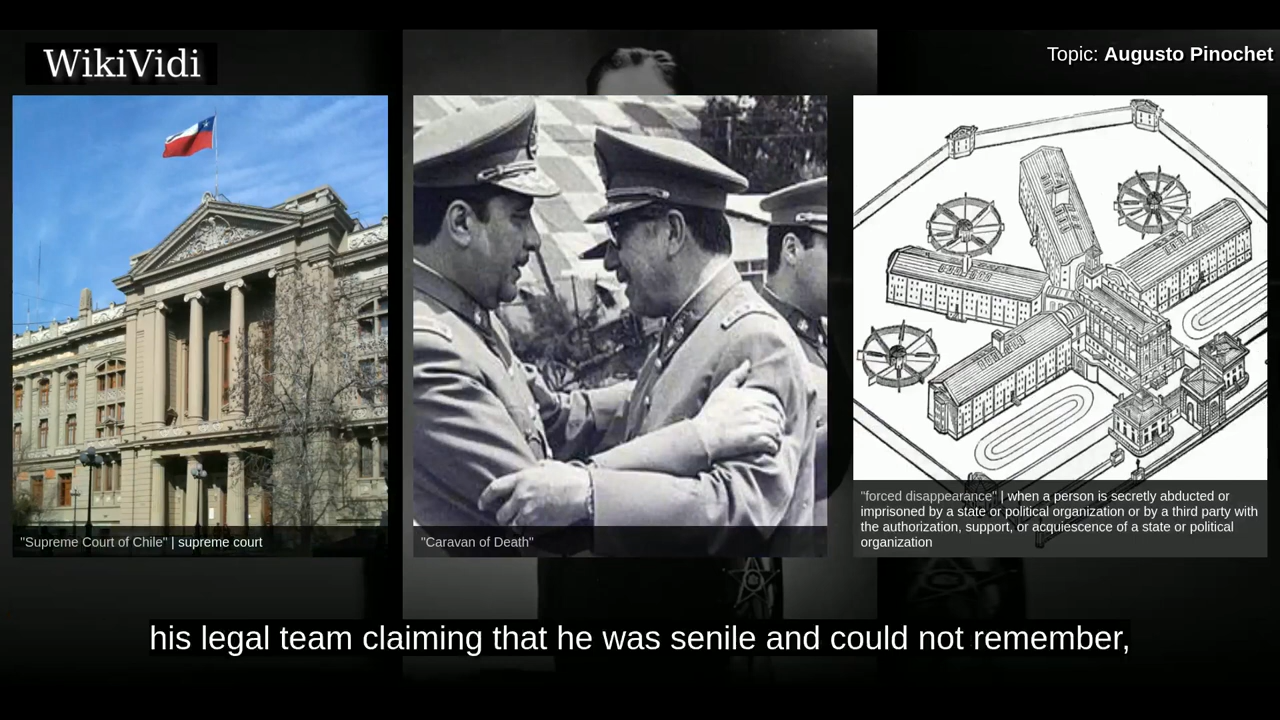 WikiVidi
Topic: Augusto Pinochet
"Supreme Court of Chile" | supreme court
"Caravan of Death"
"forced disappearance" | when a person is secretly abducted or
imprisoned by a state or political organization or by a third party with
the authorization, support, or acquiescence of a state or political
organization
his legal team claiming that he was senile and could not remember,